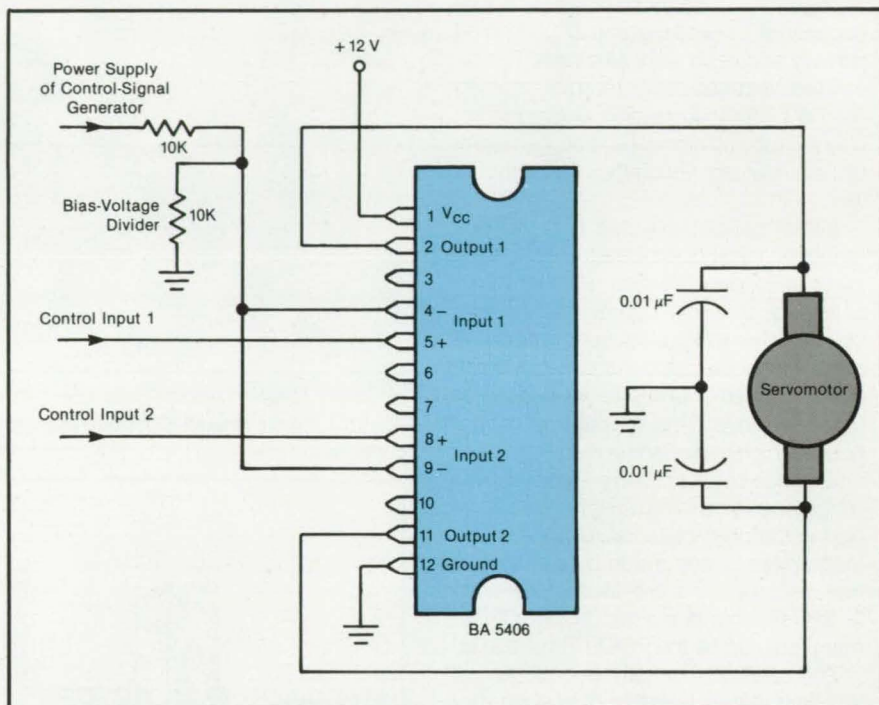 + 12 V
Power Supply
of Control-Signal
Generator
10K
Bias-Voltage
Divider
10K
1 VCC
2 Output 1
3
4 –
Input 1
Control Input 1
5 +
6
7
Control Input 2
8 +
Input 2
9 –
10
11 Output 2
12 Ground
BA 5406
0.01 μF
Servomotor
0.01 μF